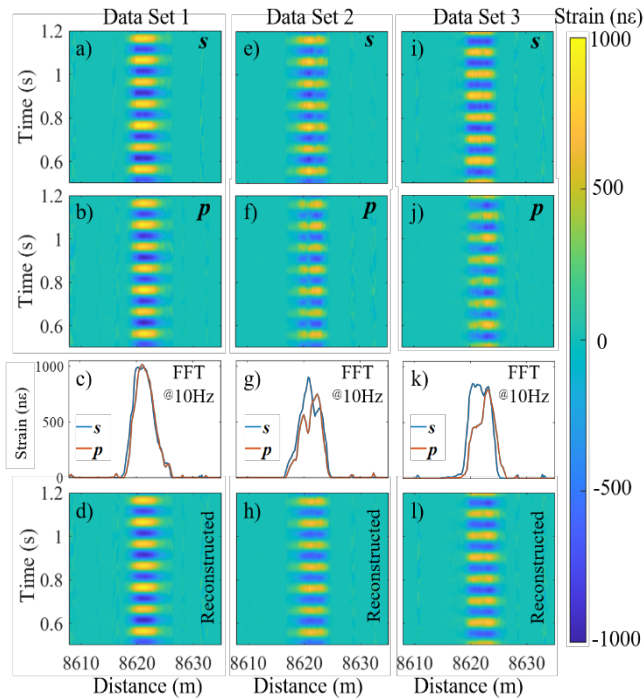 Data Set 1 Data Set 2 Data Set 3 Strain (nε)
1.2 a) s e) s i) s 1000
Time (s)
1
0.8
0.6
500
1.2 b) p f) p j) p
Time (s)
1
0.8
0.6
0
1000 c) FFT @10Hz g) FFT @10Hz k) FFT @10Hz
Strain (nε)
500
s s s
p p p
0
-500
1.2 d) Reconstructed h) Reconstructed l) Reconstructed
Time (s)
1
0.8
0.6
-1000
8610 8620 8630 8610 8620 8630 8610 8620 8630
Distance (m) Distance (m) Distance (m)